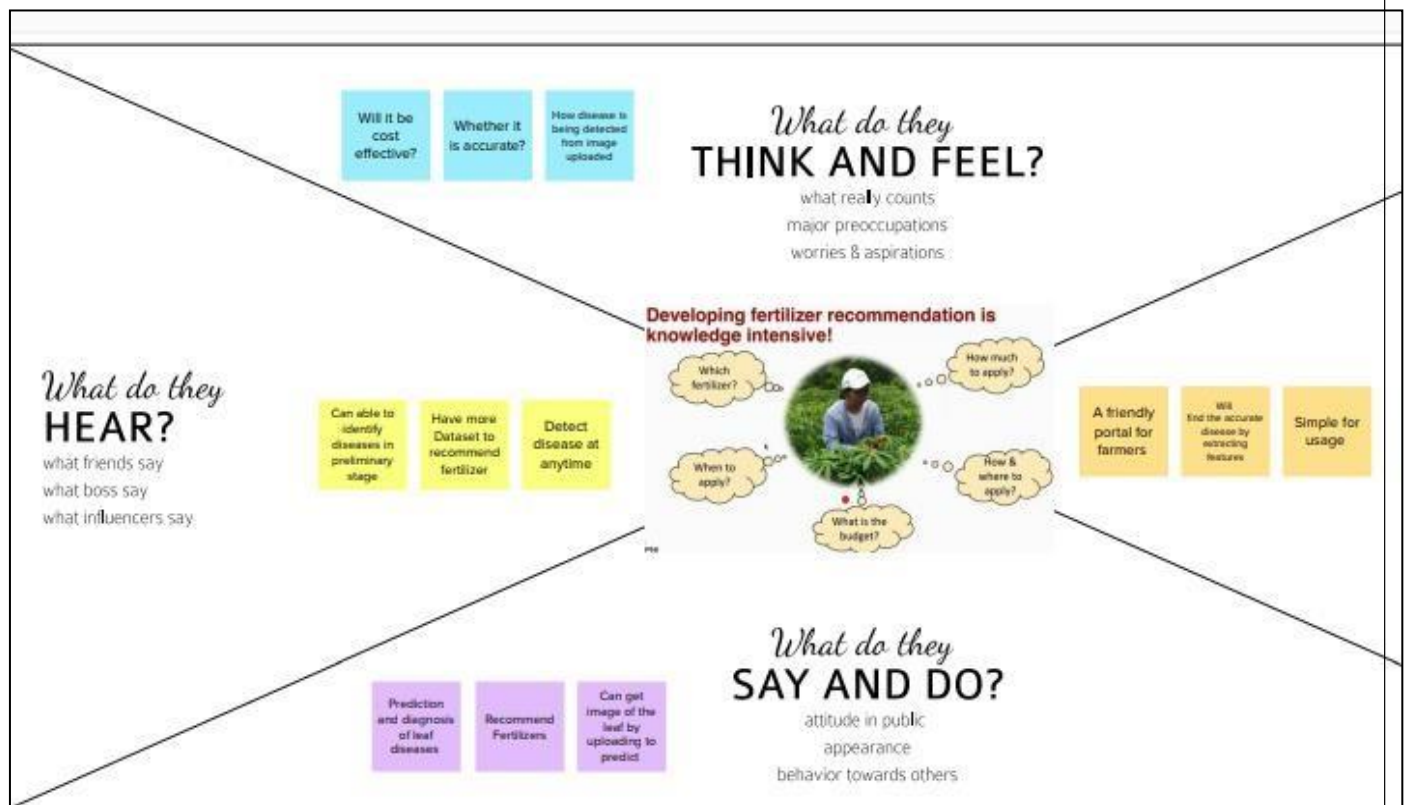 Will it be
cost
effective?
Whether it
is accurate?
How disease is
being detected
from image
uploaded
What do they
THINK AND FEEL?
what really counts
major preoccupations
worries & aspirations
What do they
HEAR?
what friends say
what boss say
what influencers say
Can able to
identify
diseases in
preliminary
stage
Have more
Dataset to
recommend
fertilizer
Detect
disease at
anytime
Developing fertilizer recommendation is
knowledge intensive!
Which
fertilizer?
How much
to apply?
When to
apply?
How &
where to
apply?
What is the
budget?
A friendly
portal for
farmers
Will
find the accurate
disease by
extracting
features
Simple for
usage
Prediction
and diagnosis
of leaf
diseases
Recommend
Fertilizers
Can get
image of the
leaf by
uploading to
predict
What do they
SAY AND DO?
attitude in public
appearance
behavior towards others